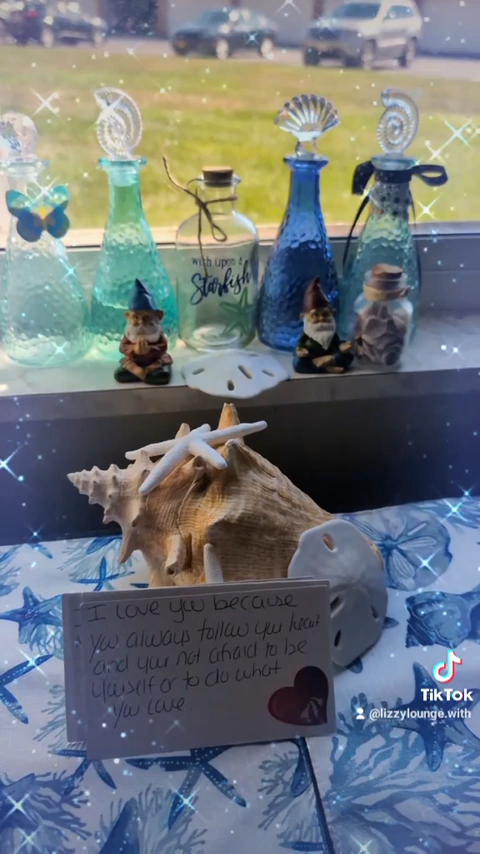 wish upon a
Starfish
I love you because
you always follow your heart
and your not afraid to be
yourself or to do what
you love.
TikTok
@lizzylounge.with